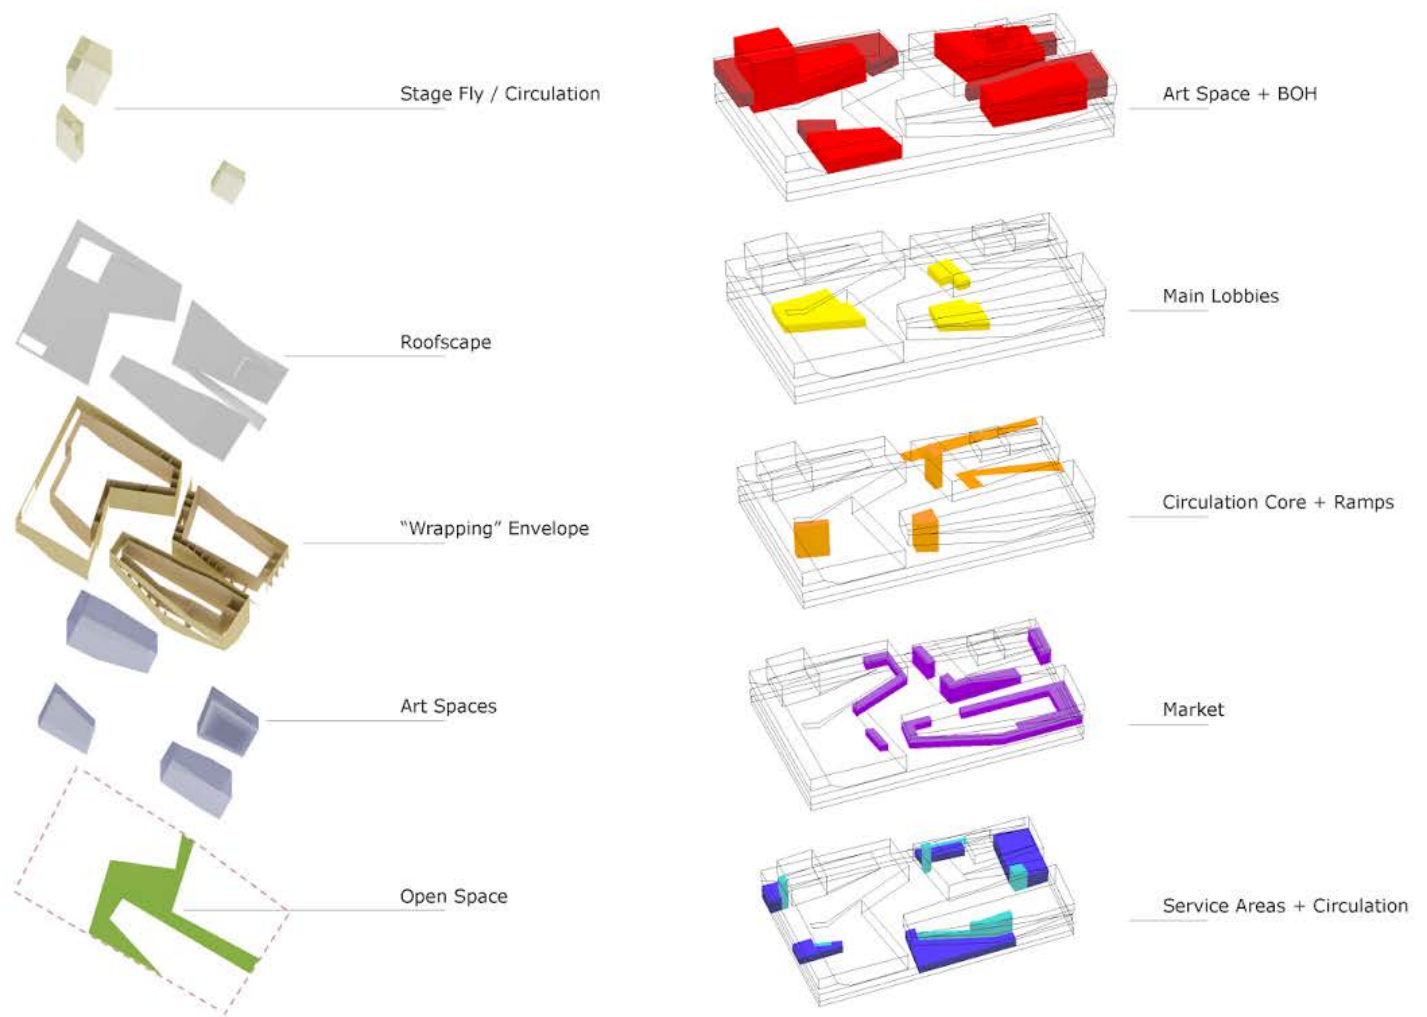 Stage Fly / Circulation
Roofscape
“Wrapping” Envelope
Art Spaces
Open Space
Art Space + BOH
Main Lobbies
Circulation Core + Ramps
Market
Service Areas + Circulation